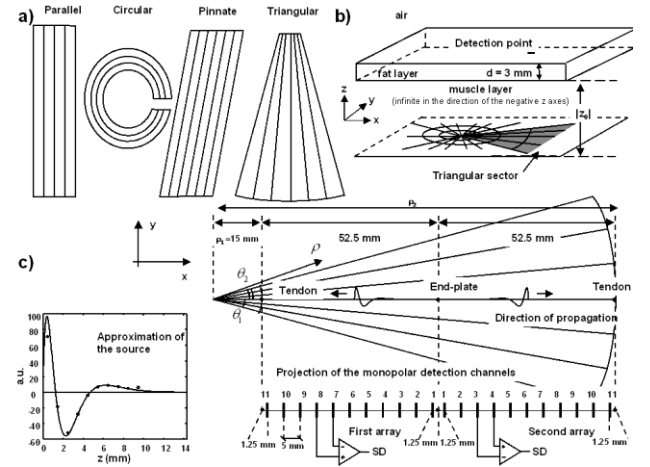 a)
Parallel Circular Pinnate Triangular
b)
air
Detection point
fat layer
d = 3 mm
muscle layer
(infinite in the direction of the negative z axes)
z
y
x
|z₀|
Triangular sector
y
x
c)
ρ₂
ρ₁=15 mm
52.5 mm 52.5 mm
ρ
θ₂
θ₁
Tendon End-plate Tendon
Direction of propagation
Approximation of
the source
a.u.
100
80
60
40
20
0
-20
-40
-60
0 2 4 6 8 10 12 14
z (mm)
Projection of the monopolar detection channels
11 10 9 8 7 6 5 4 3 2 1 1 2 3 4 5 6 7 8 9 10 11
First array Second array
1.25 mm 5 mm 1.25 mm 1.25 mm 1.25 mm
SD SD